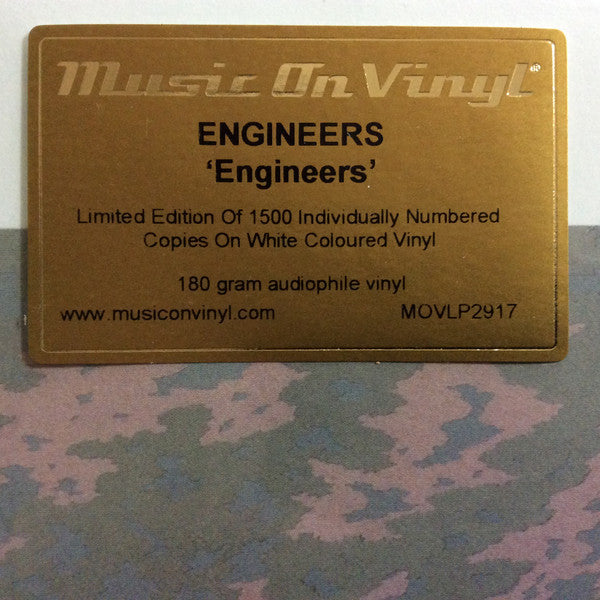 Music On Vinyl®
ENGINEERS
‘Engineers’
Limited Edition Of 1500 Individually Numbered
Copies On White Coloured Vinyl
180 gram audiophile vinyl
www.musiconvinyl.com MOVLP2917